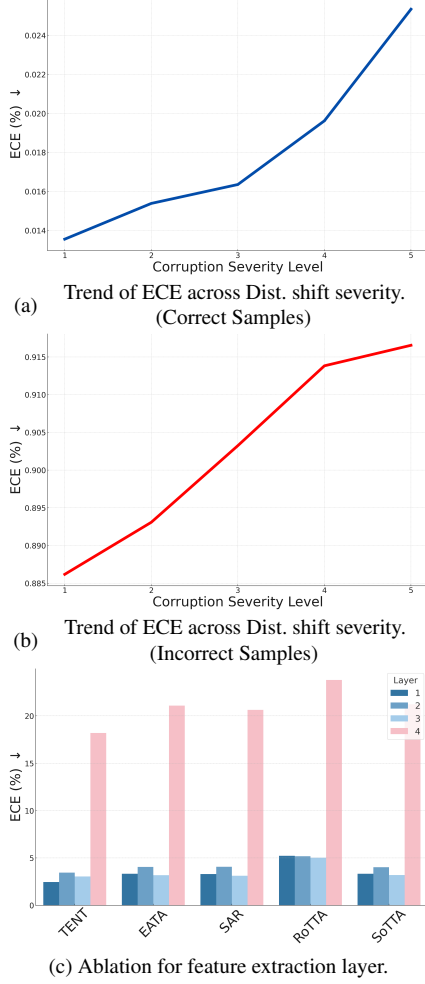 0.024
0.022
0.020
0.018
0.016
0.014
ECE (%) ↓
1 2 3 4 5
Corruption Severity Level
(a) Trend of ECE across Dist. shift severity.
(Correct Samples)
0.915
0.910
0.905
0.900
0.895
0.890
0.885
ECE (%) ↓
1 2 3 4 5
Corruption Severity Level
(b) Trend of ECE across Dist. shift severity.
(Incorrect Samples)
Layer
1
2
3
4
20
15
10
5
0
ECE (%) ↓
TENT EATA SAR RoTTA SoTTA
(c) Ablation for feature extraction layer.